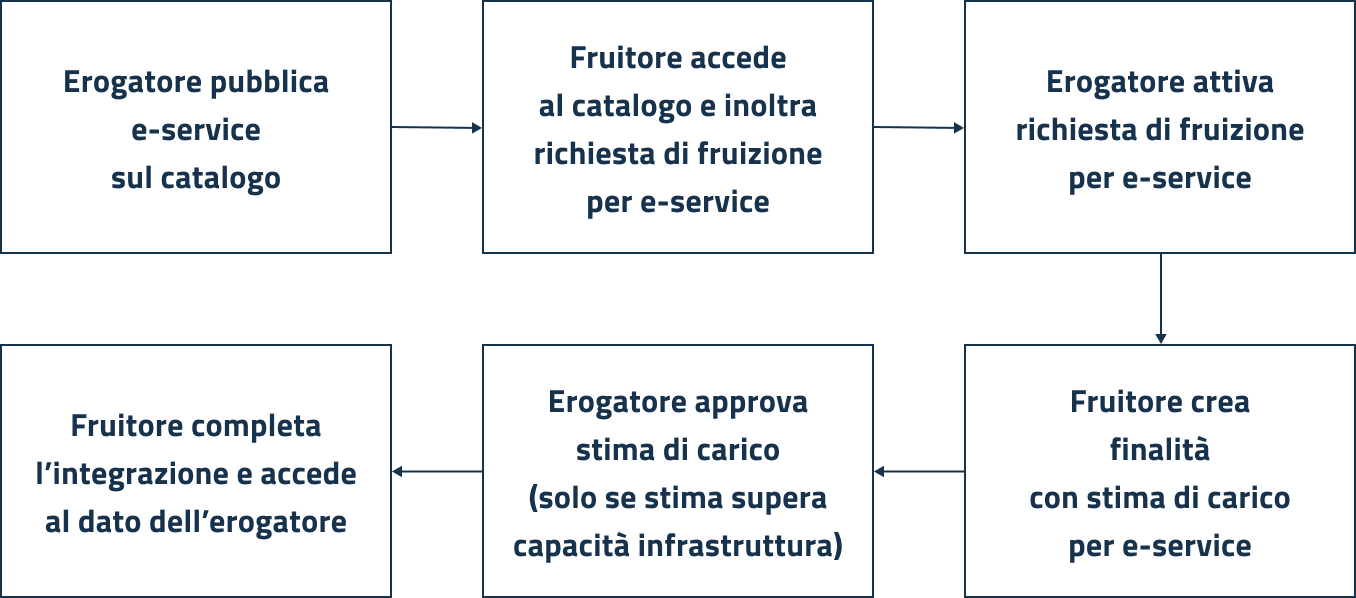 Erogatore pubblica
e-service
sul catalogo
Fruitore accede
al catalogo e inoltra
richiesta di fruizione
per e-service
Erogatore attiva
richiesta di fruizione
per e-service
Fruitore crea
finalità
con stima di carico
per e-service
Erogatore approva
stima di carico
(solo se stima supera
capacità infrastruttura)
Fruitore completa
l’integrazione e accede
al dato dell’erogatore